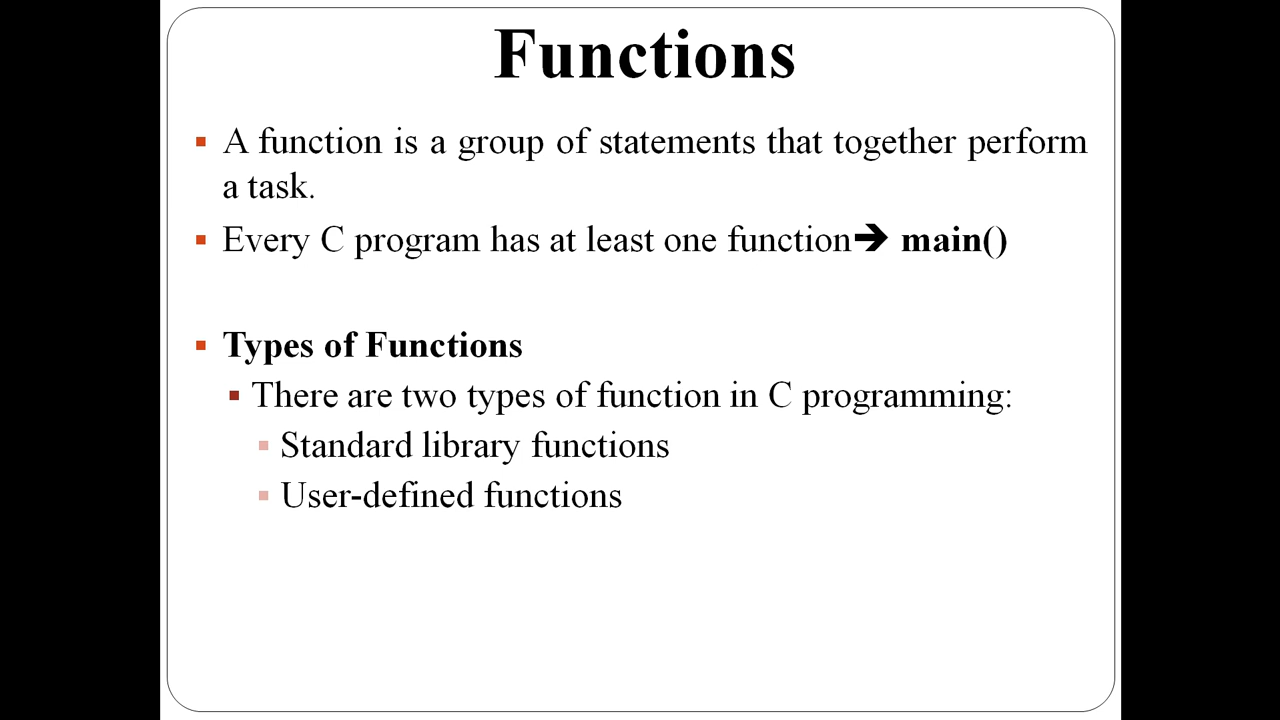 Functions
A function is a group of statements that together perform
a task.
Every C program has at least one function➔ main()
Types of Functions
There are two types of function in C programming:
Standard library functions
User-defined functions